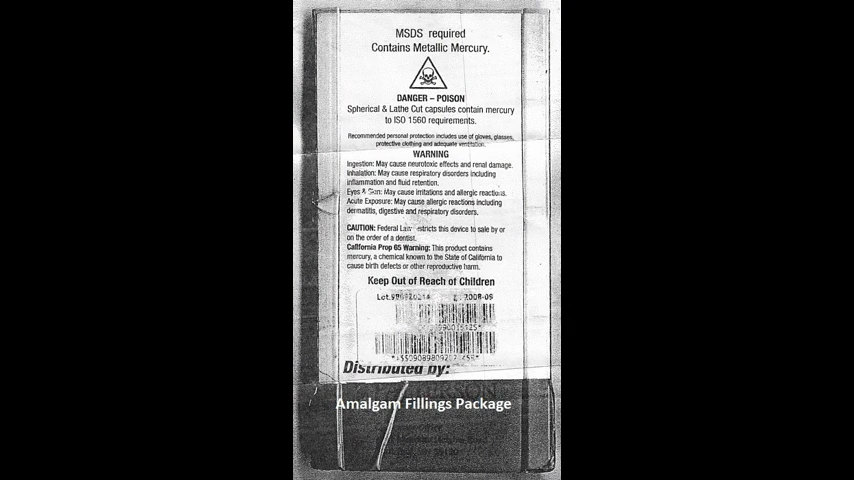 MSDS required
Contains Metallic Mercury.
DANGER – POISON
Spherical & Lathe Cut capsules contain mercury
to ISO 1560 requirements.
Recommended personal protection includes use of gloves, glasses,
protective clothing and adequate ventilation.
WARNING
Ingestion: May cause neurotoxic effects and renal damage.
Inhalation: May cause respiratory disorders including
inflammation and fluid retention.
Eyes & Skin: May cause irritations and allergic reactions.
Acute Exposure: May cause allergic reactions including
dermatitis, digestive and respiratory disorders.
CAUTION: Federal Law restricts this device to sale by or
on the order of a dentist.
California Prop 65 Warning: This product contains
mercury, a chemical known to the State of California to
cause birth defects or other reproductive harm.
Keep Out of Reach of Children
Lot. 2008-09
Distributed by:
Amalgam Fillings Package